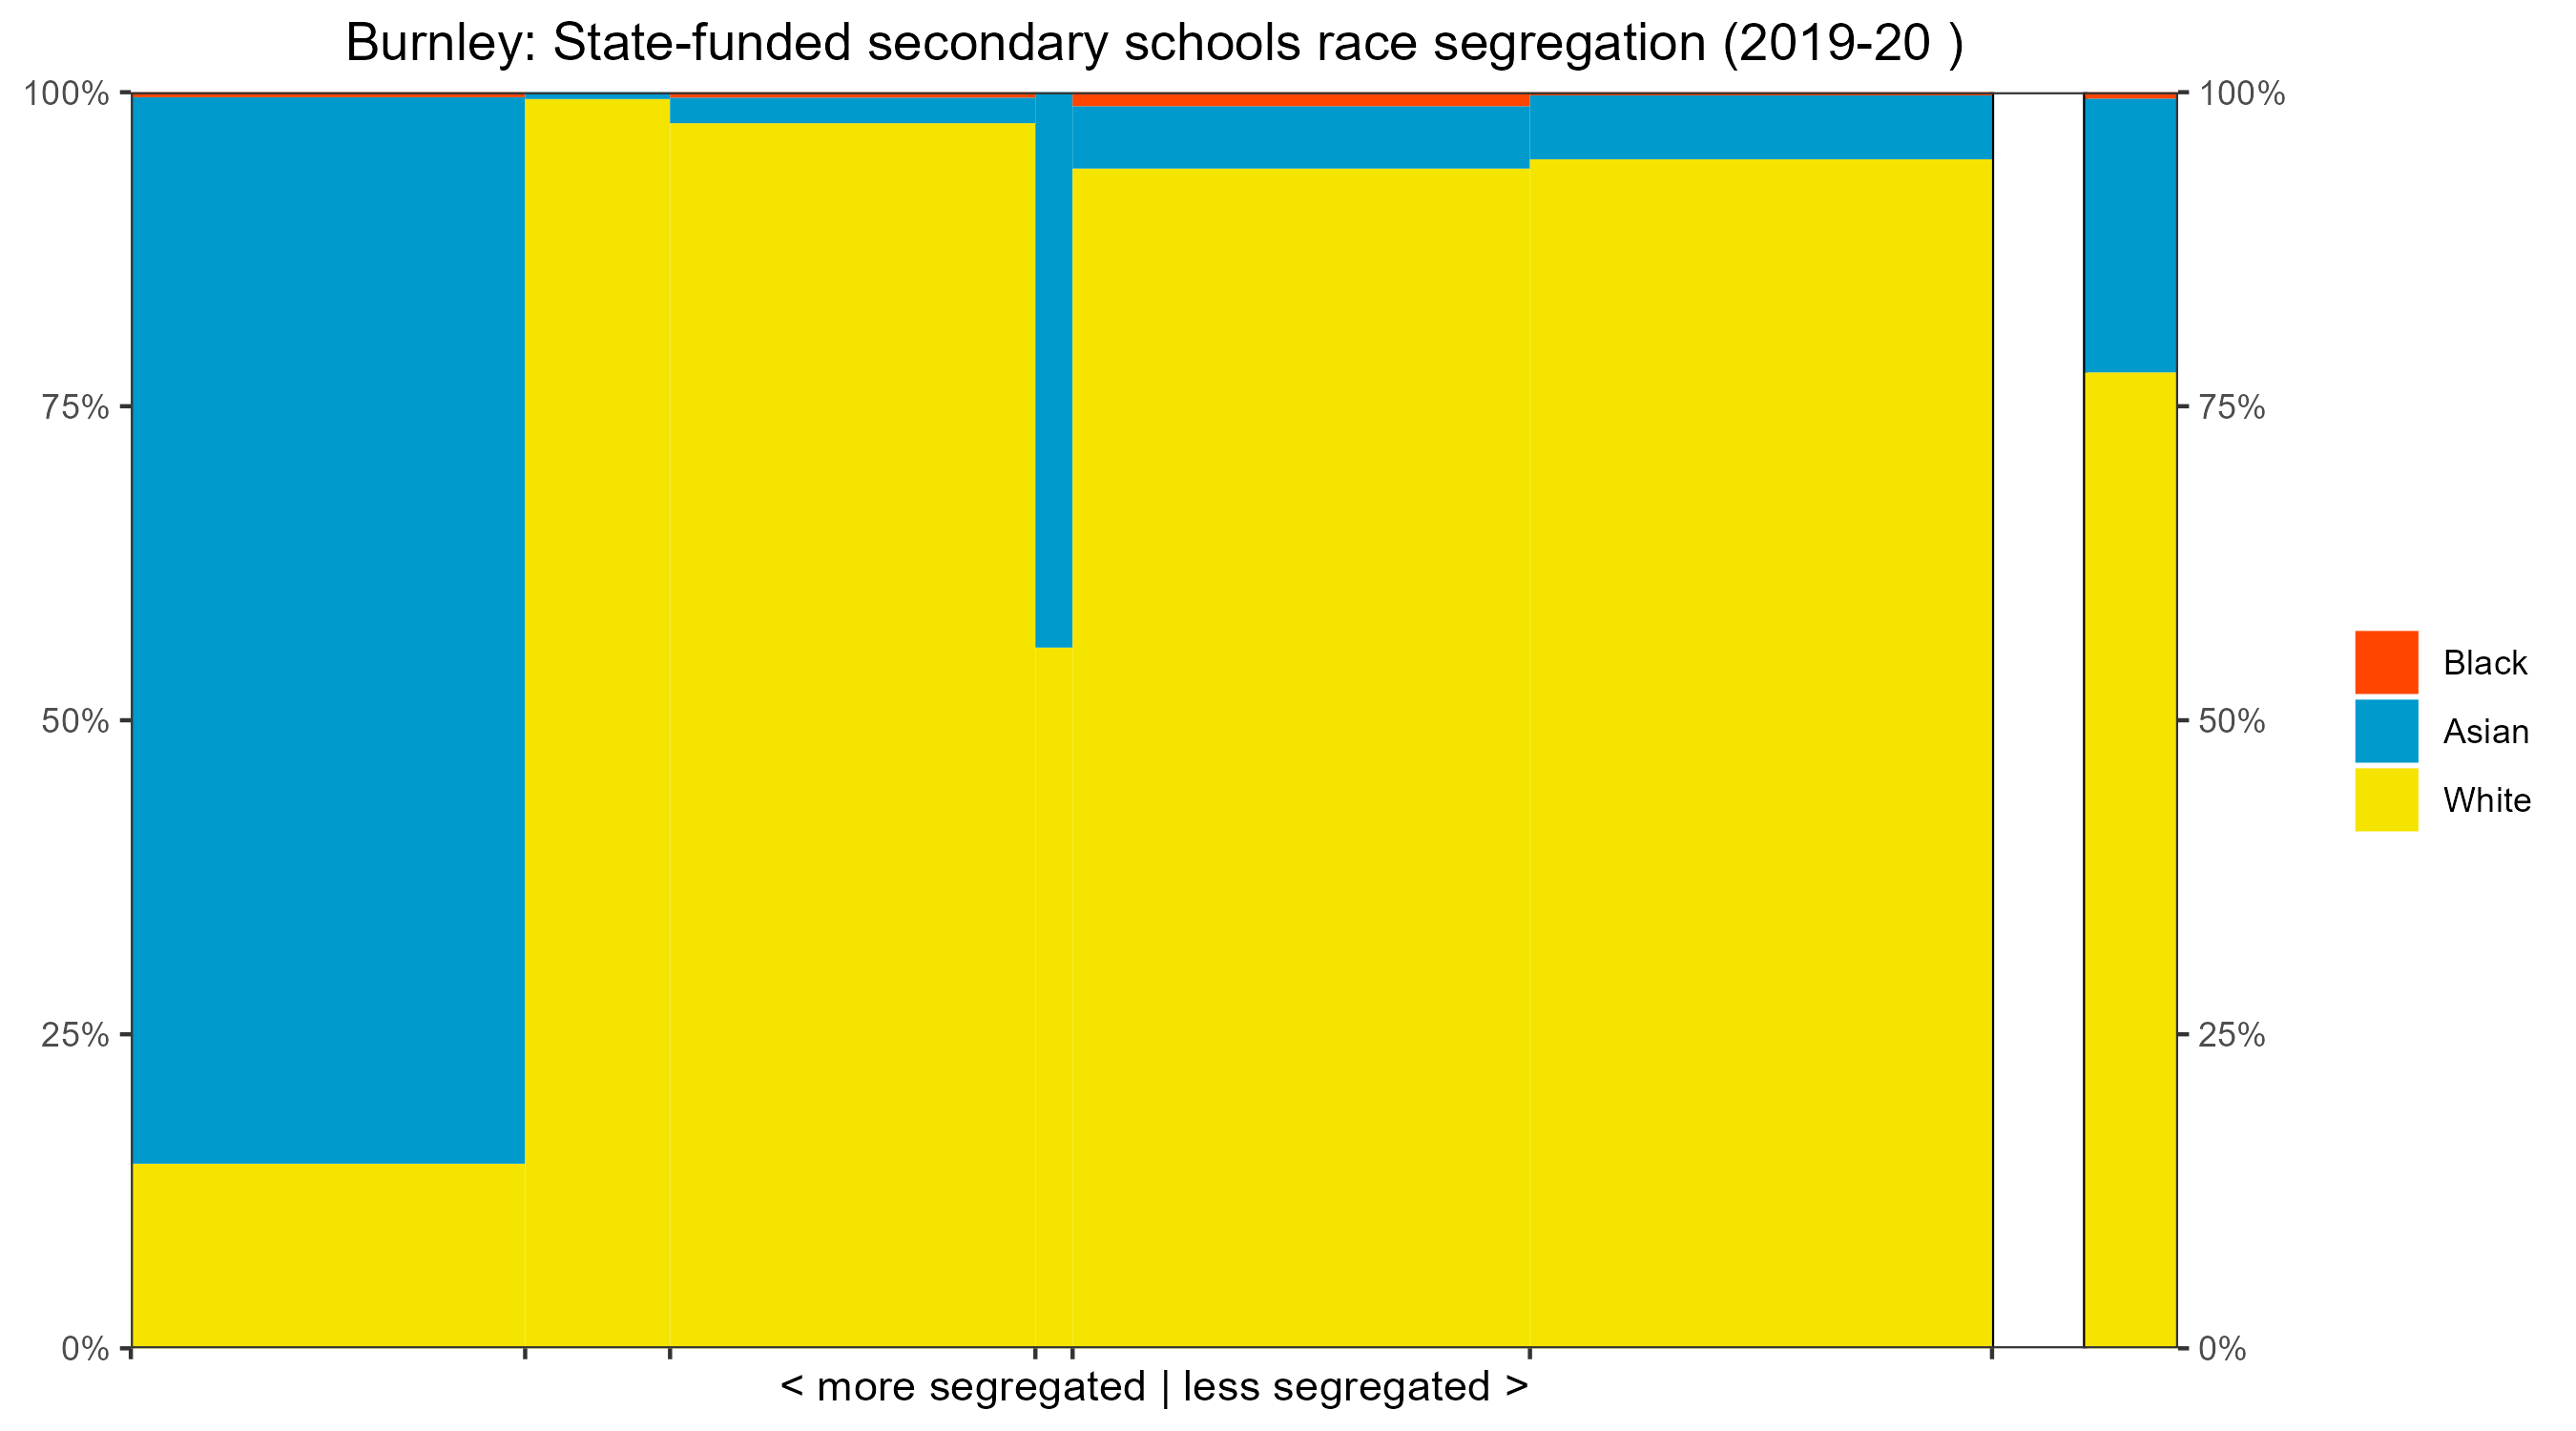 Burnley: State-funded secondary schools race segregation (2019-20 )
100%
75%
50%
25%
0%
100%
75%
50%
25%
0%
Black
Asian
White
< more segregated | less segregated >